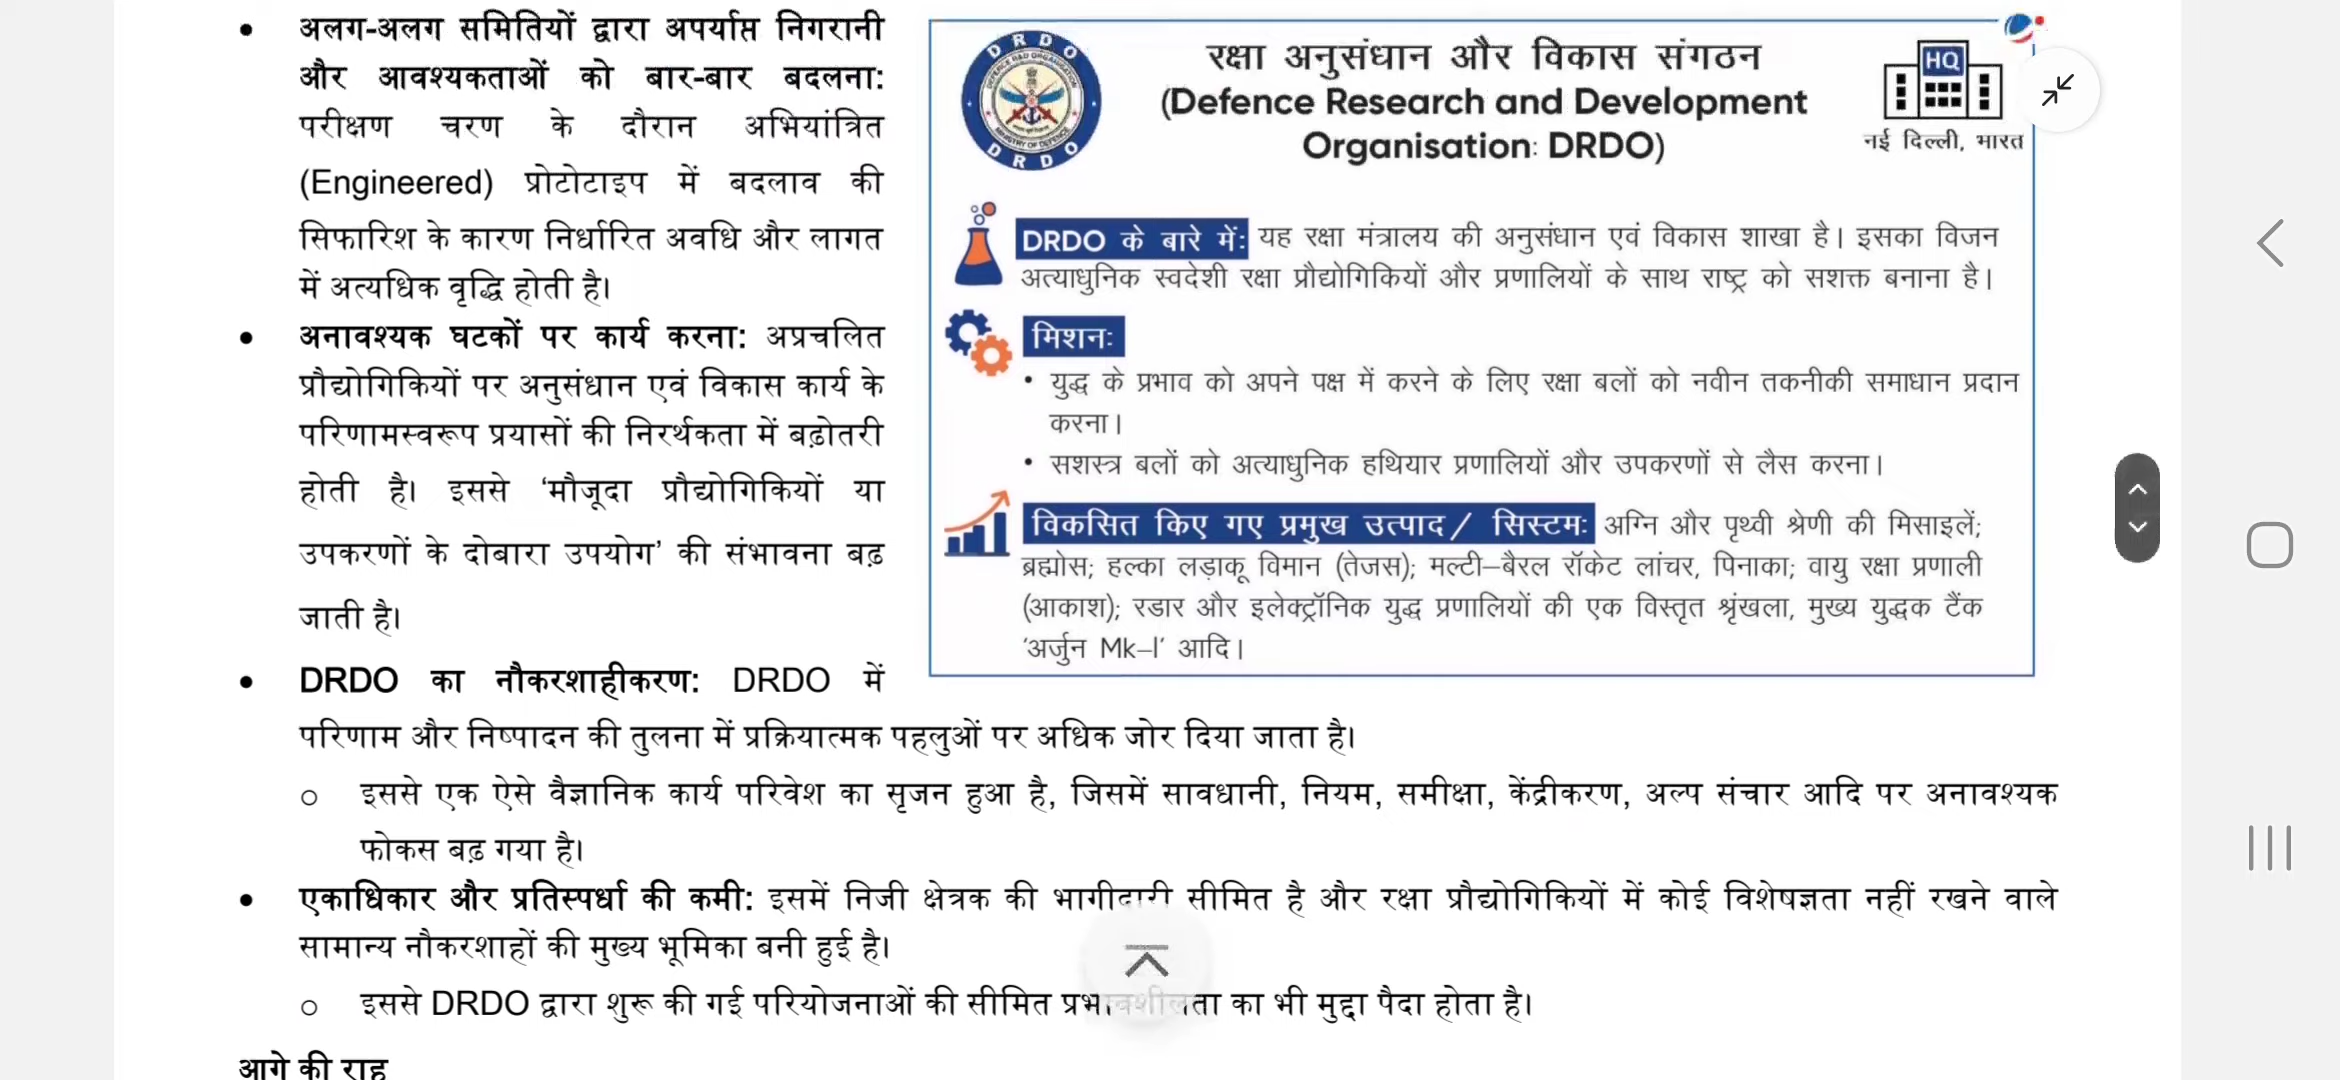 • अलग-अलग समितियों द्वारा अपर्याप्त निगरानी
और आवश्यकताओं को बार-बार बदलना:
परीक्षण चरण के दौरान अभियांत्रित
(Engineered) प्रोटोटाइप में बदलाव की
सिफारिश के कारण निर्धारित अवधि और लागत
में अत्यधिक वृद्धि होती है।
• अनावश्यक घटकों पर कार्य करना: अप्रचलित
प्रौद्योगिकियों पर अनुसंधान एवं विकास कार्य के
परिणामस्वरूप प्रयासों की निरर्थकता में बढ़ोतरी
होती है। इससे ‘मौजूदा प्रौद्योगिकियों या
उपकरणों के दोबारा उपयोग’ की संभावना बढ़
जाती है।
• DRDO का नौकरशाहीकरण: DRDO में
परिणाम और निष्पादन की तुलना में प्रक्रियात्मक पहलुओं पर अधिक जोर दिया जाता है।
o इससे एक ऐसे वैज्ञानिक कार्य परिवेश का सृजन हुआ है, जिसमें सावधानी, नियम, समीक्षा, केंद्रीकरण, अल्प संचार आदि पर अनावश्यक
फोकस बढ़ गया है।
• एकाधिकार और प्रतिस्पर्धा की कमी: इसमें निजी क्षेत्रक की भागीदारी सीमित है और रक्षा प्रौद्योगिकियों में कोई विशेषज्ञता नहीं रखने वाले
सामान्य नौकरशाहों की मुख्य भूमिका बनी हुई है।
o इससे DRDO द्वारा शुरू की गई परियोजनाओं की सीमित प्रभावशीलता का भी मुद्दा पैदा होता है।
आगे की राह
DRDO
DRDO
रक्षा अनुसंधान और विकास संगठन
(Defence Research and Development
Organisation: DRDO)
HQ
नई दिल्ली, भारत
DRDO के बारे में: यह रक्षा मंत्रालय की अनुसंधान एवं विकास शाखा है। इसका विजन
अत्याधुनिक स्वदेशी रक्षा प्रौद्योगिकियों और प्रणालियों के साथ राष्ट्र को सशक्त बनाना है।
मिशन:
• युद्ध के प्रभाव को अपने पक्ष में करने के लिए रक्षा बलों को नवीन तकनीकी समाधान प्रदान
करना।
• सशस्त्र बलों को अत्याधुनिक हथियार प्रणालियों और उपकरणों से लैस करना।
विकसित किए गए प्रमुख उत्पाद/ सिस्टम: अग्नि और पृथ्वी श्रेणी की मिसाइलें;
ब्रह्मोस; हल्का लड़ाकू विमान (तेजस); मल्टी–बैरल रॉकेट लांचर, पिनाका; वायु रक्षा प्रणाली
(आकाश); रडार और इलेक्ट्रॉनिक युद्ध प्रणालियों की एक विस्तृत श्रृंखला, मुख्य युद्धक टैंक
‘अर्जुन Mk–I’ आदि।